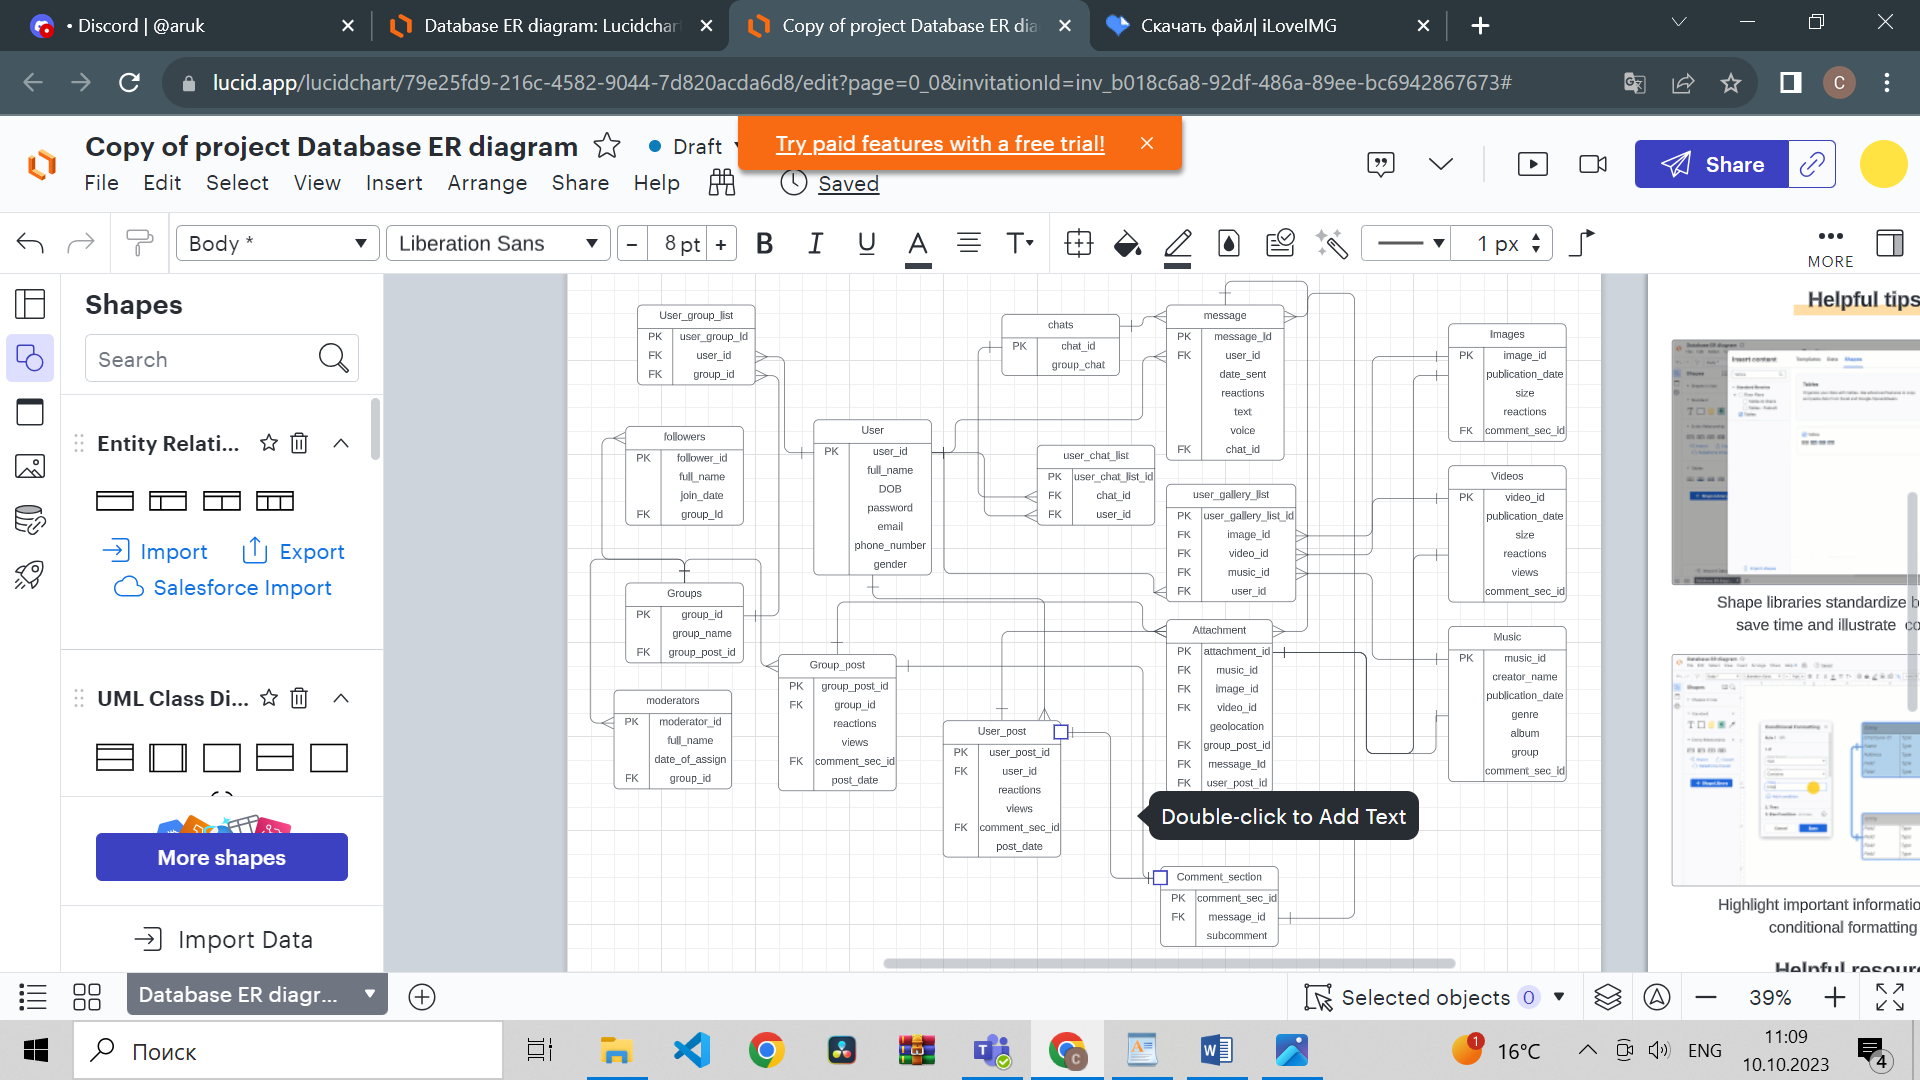 • Discord | @aruk
Database ER diagram: Lucidchar
Copy of project Database ER dia
Скачать файл| iLoveIMG
lucid.app/lucidchart/79e25fd9-216c-4582-9044-7d820acda6d8/edit?page=0_0&invitationId=inv_b018c6a8-92df-486a-89ee-bc6942867673#
C
Copy of project Database ER diagram
Draft
Try paid features with a free trial!
Share
File Edit Select View Insert Arrange Share Help
Saved
Body *
Liberation Sans
− 8 pt +
B I U A T
1 px
MORE
Shapes
Search
Entity Relati...
Import
Export
Salesforce Import
UML Class Di...
More shapes
Import Data
User_group_list
PK user_group_Id
FK user_id
FK group_id
followers
PK follower_id
full_name
join_date
FK group_Id
Groups
PK group_id
group_name
FK group_post_id
moderators
PK moderator_id
full_name
date_of_assign
FK group_id
User
PK user_id
full_name
DOB
password
email
phone_number
gender
Group_post
PK group_post_id
FK group_id
reactions
views
FK comment_sec_id
post_date
User_post
PK user_post_id
FK user_id
reactions
views
FK comment_sec_id
post_date
chats
PK chat_id
group_chat
user_chat_list
PK user_chat_list_id
FK chat_id
FK user_id
message
PK message_Id
FK user_id
date_sent
reactions
text
voice
FK chat_id
user_gallery_list
PK user_gallery_list_Id
FK image_Id
FK video_id
FK music_id
FK user_id
Attachment
PK attachment_id
FK music_id
FK image_Id
FK video_id
geolocation
FK group_post_id
FK message_Id
FK user_post_Id
Double-click to Add Text
Comment_section
PK comment_sec_id
FK message_id
subcomment
Images
PK image_id
publication_date
size
reactions
FK comment_sec_id
Videos
PK video_id
publication_date
size
reactions
views
comment_sec_id
Music
PK music_id
creator_name
publication_date
genre
album
group
comment_sec_id
Helpful tips
Shape libraries standardize
save time and illustrate
Highlight important informatio
conditional formatting
Helpful resour
Database ER diagr...
Selected objects 0
39%
Поиск
1
16°C
ENG
11:09
10.10.2023
4